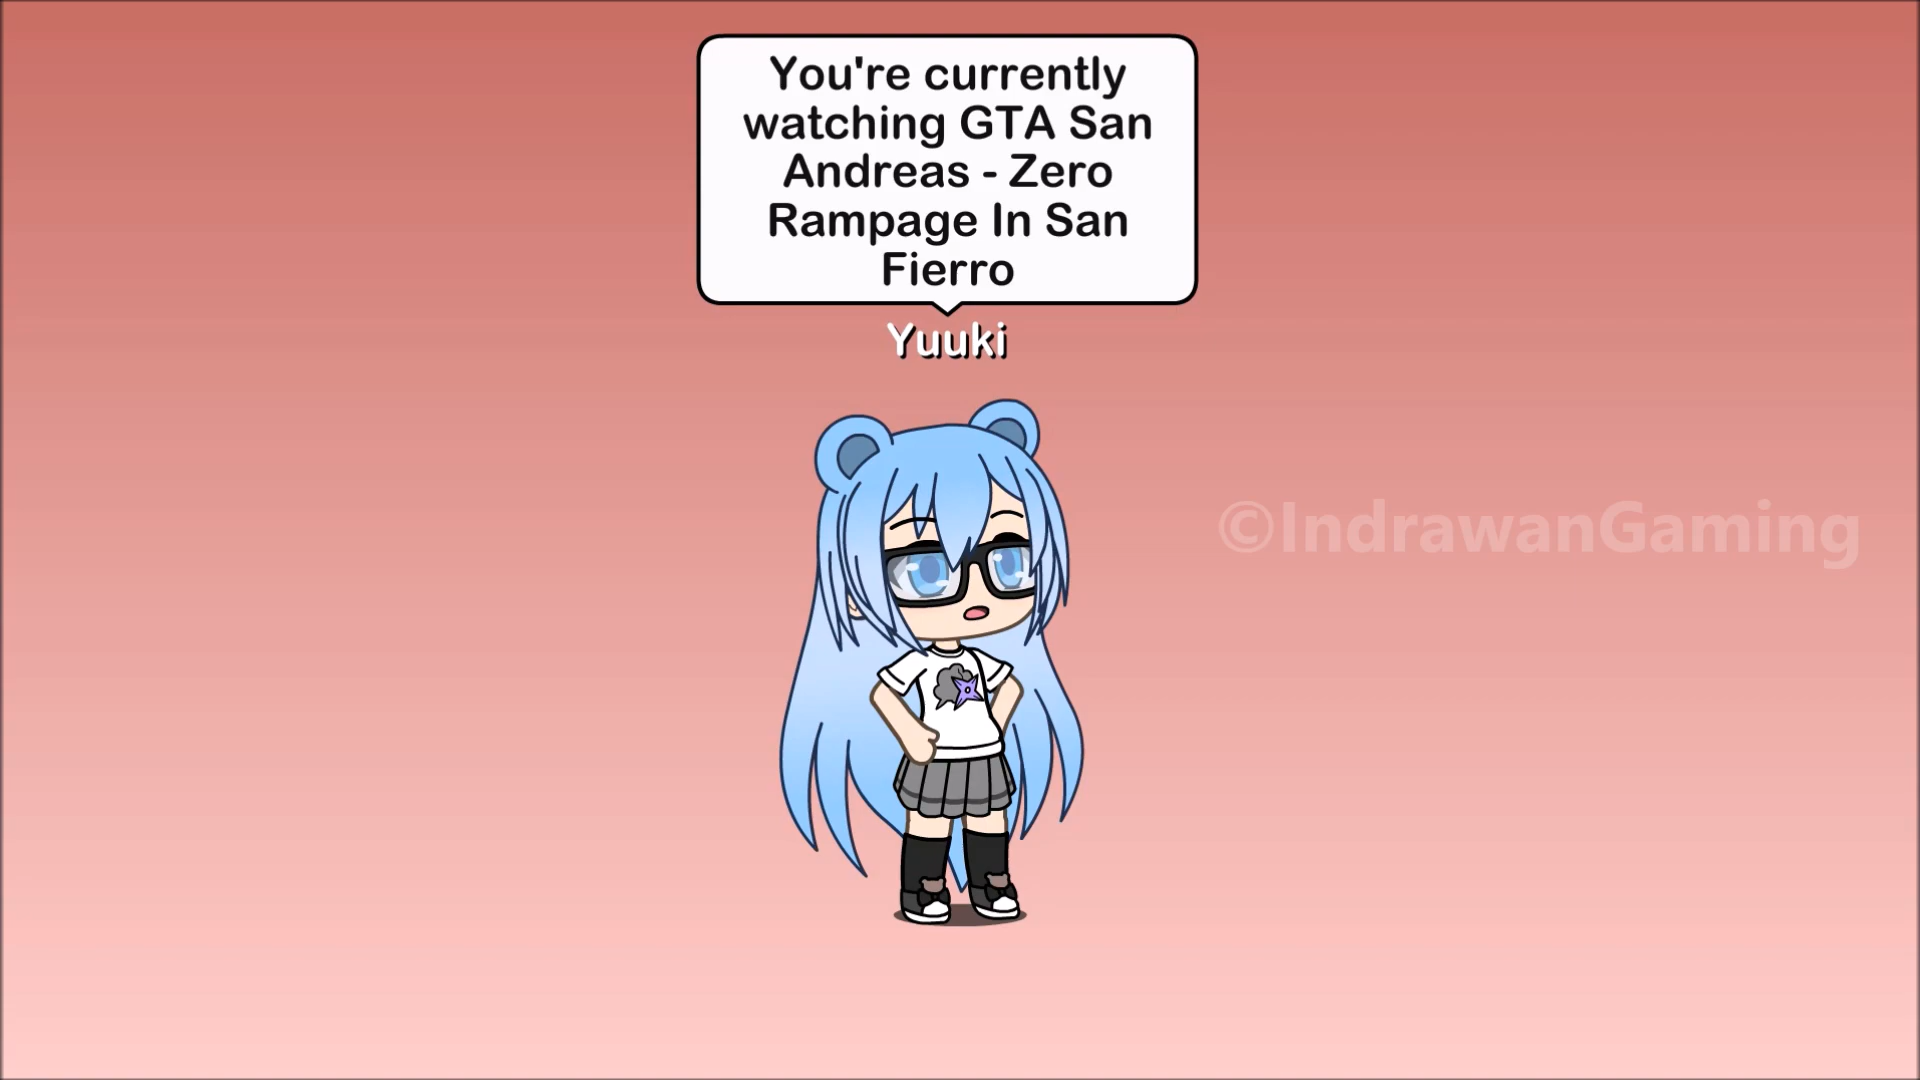 You're currently
watching GTA San
Andreas - Zero
Rampage In San
Fierro
Yuuki
©IndrawanGaming